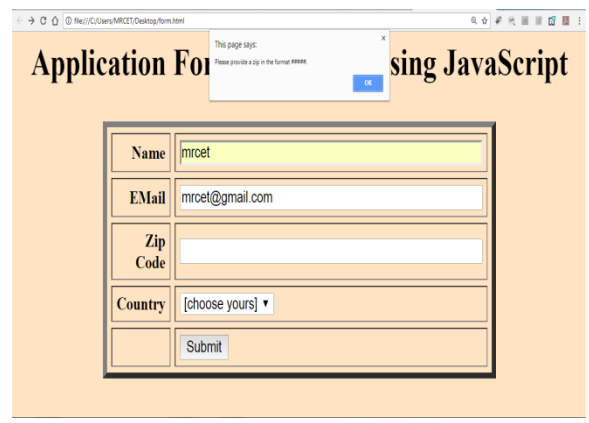 file:///C:/Users/MRCET/Desktop/form.html
This page says:
x
Please provide a zip in the format #####.
OK
Application For sing JavaScript
Name mrcet
EMail mrcet@gmail.com
Zip
Code
Country [choose yours]
Submit